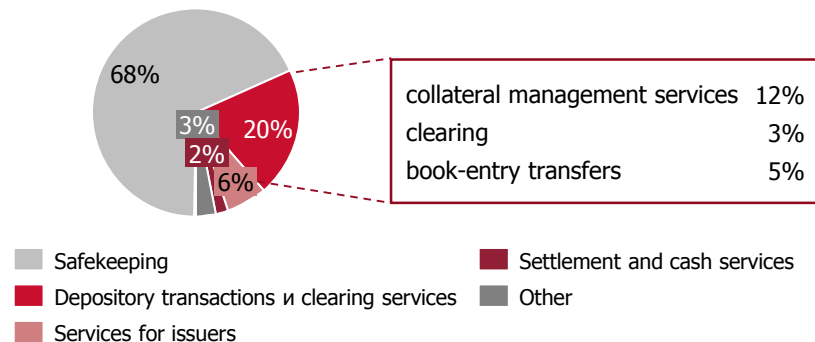 68%
3%
20%
2%
6%
collateral management services 12%
clearing 3%
book-entry transfers 5%
Safekeeping
Settlement and cash services
Depository transactions и clearing services
Other
Services for issuers